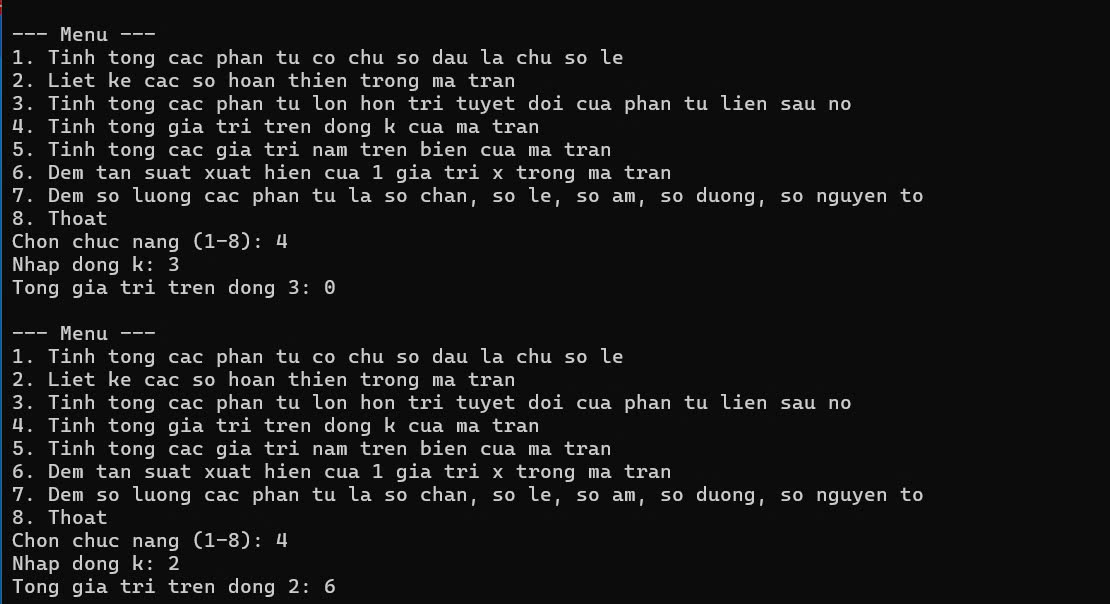 --- Menu ---
1. Tinh tong cac phan tu co chu so dau la chu so le
2. Liet ke cac so hoan thien trong ma tran
3. Tinh tong cac phan tu lon hon tri tuyet doi cua phan tu lien sau no
4. Tinh tong gia tri tren dong k cua ma tran
5. Tinh tong cac gia tri nam tren bien cua ma tran
6. Dem tan suat xuat hien cua 1 gia tri x trong ma tran
7. Dem so luong cac phan tu la so chan, so le, so am, so duong, so nguyen to
8. Thoat
Chon chuc nang (1-8): 4
Nhap dong k: 3
Tong gia tri tren dong 3: 0
--- Menu ---
1. Tinh tong cac phan tu co chu so dau la chu so le
2. Liet ke cac so hoan thien trong ma tran
3. Tinh tong cac phan tu lon hon tri tuyet doi cua phan tu lien sau no
4. Tinh tong gia tri tren dong k cua ma tran
5. Tinh tong cac gia tri nam tren bien cua ma tran
6. Dem tan suat xuat hien cua 1 gia tri x trong ma tran
7. Dem so luong cac phan tu la so chan, so le, so am, so duong, so nguyen to
8. Thoat
Chon chuc nang (1-8): 4
Nhap dong k: 2
Tong gia tri tren dong 2: 6